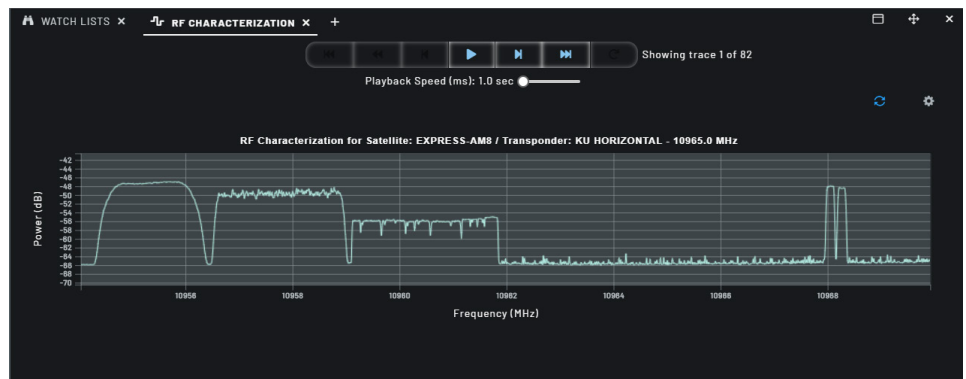 WATCH LISTS × RF CHARACTERIZATION × +
Showing trace 1 of 82
Playback Speed (ms): 1.0 sec
RF Characterization for Satellite: EXPRESS-AM8 / Transponder: KU HORIZONTAL - 10965.0 MHz
Power (dB)
-42
-44
-46
-48
-50
-52
-54
-56
-58
-60
-62
-64
-66
-68
-70
10956 10958 10960 10962 10964 10966 10968
Frequency (MHz)